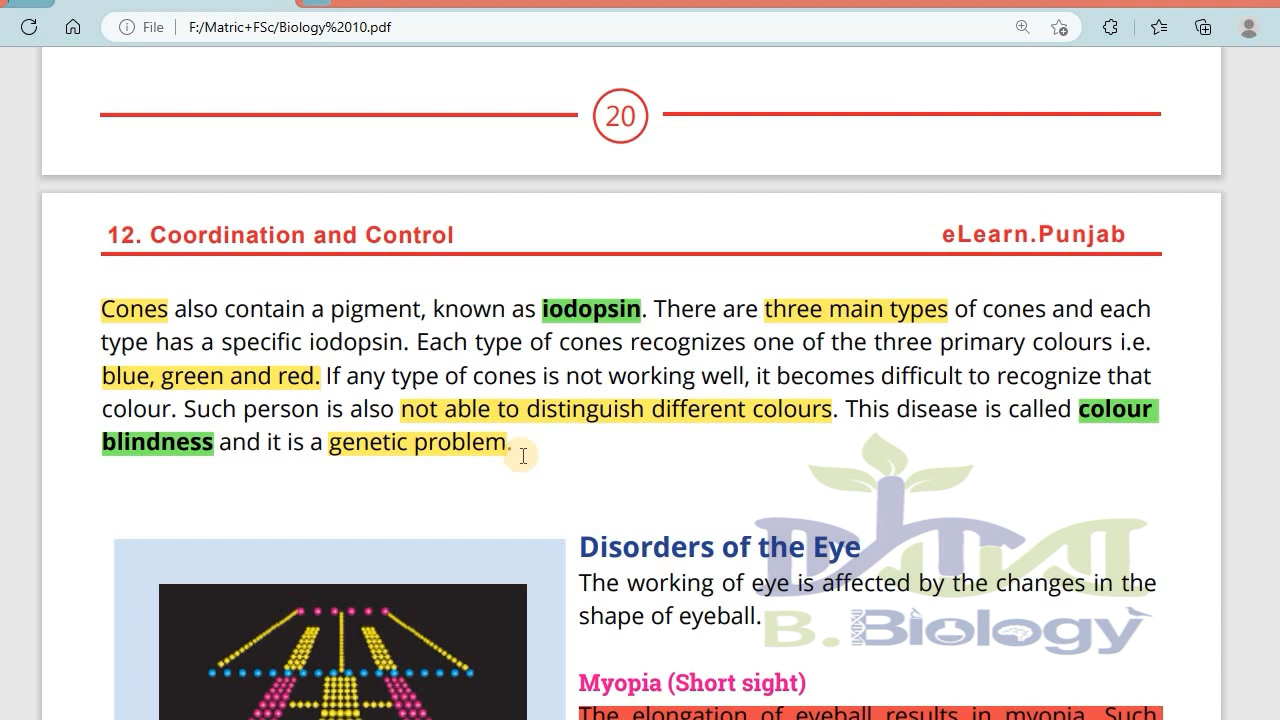 File
F:/Matric+FSc/Biology%2010.pdf
20
12. Coordination and Control
eLearn.Punjab
Cones also contain a pigment, known as iodopsin. There are three main types of cones and each
type has a specific iodopsin. Each type of cones recognizes one of the three primary colours i.e.
blue, green and red. If any type of cones is not working well, it becomes difficult to recognize that
colour. Such person is also not able to distinguish different colours. This disease is called colour
blindness and it is a genetic problem.
Disorders of the Eye
The working of eye is affected by the changes in the
shape of eyeball.
B. Biology
Myopia (Short sight)
The elongation of eyeball results in myopia. Such